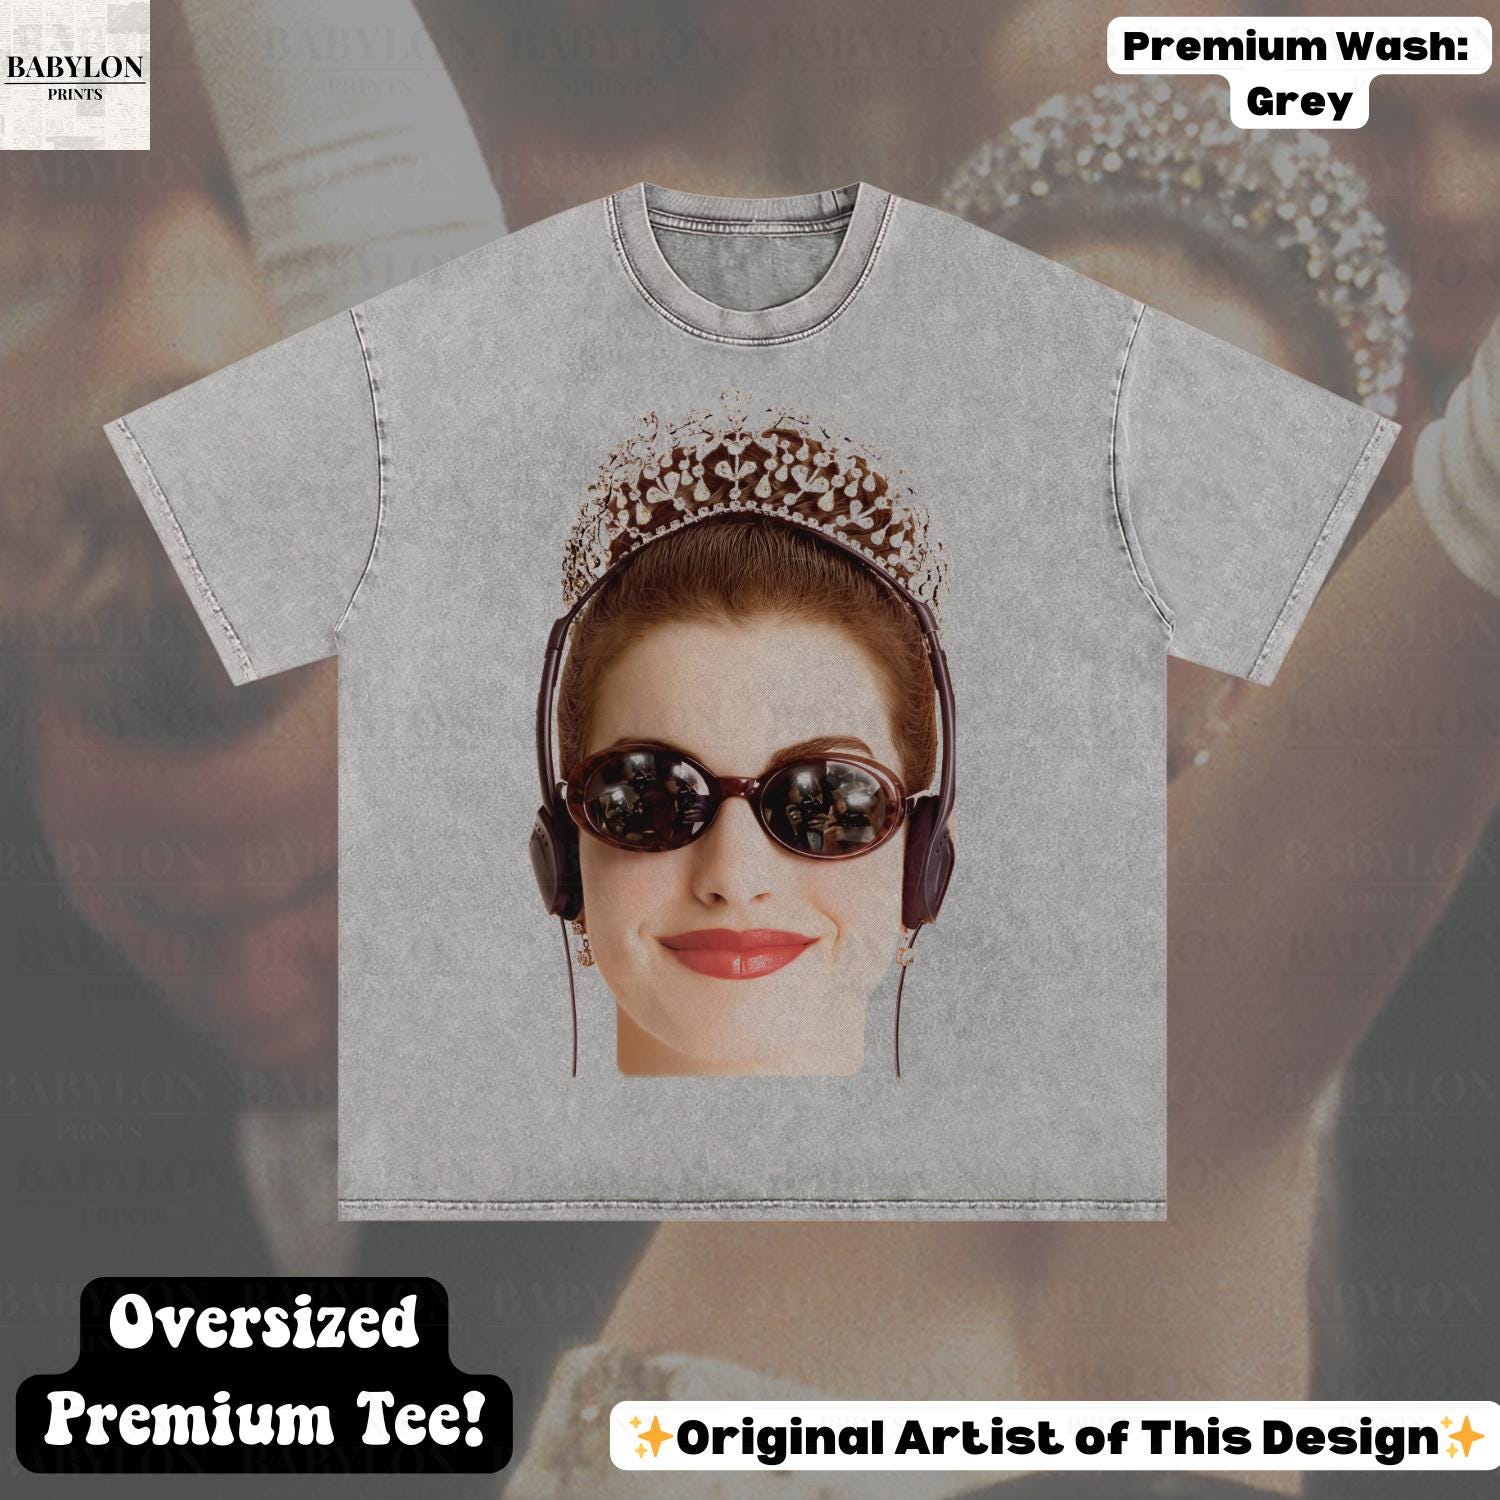 BABYLON
PRINTS
Premium Wash:
Grey
Oversized
Premium Tee!
✨Original Artist of This Design✨